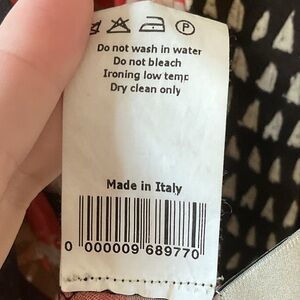 Do not wash in water
Do not bleach
Ironing low temp:
Dry clean only
Made in Italy
0 000009 689770